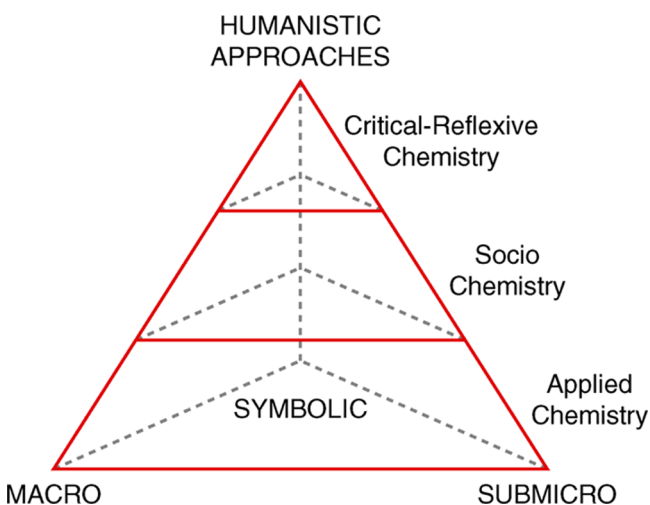 HUMANISTIC
APPROACHES
Critical-Reflexive
Chemistry
Socio
Chemistry
Applied
Chemistry
SYMBOLIC
MACRO
SUBMICRO